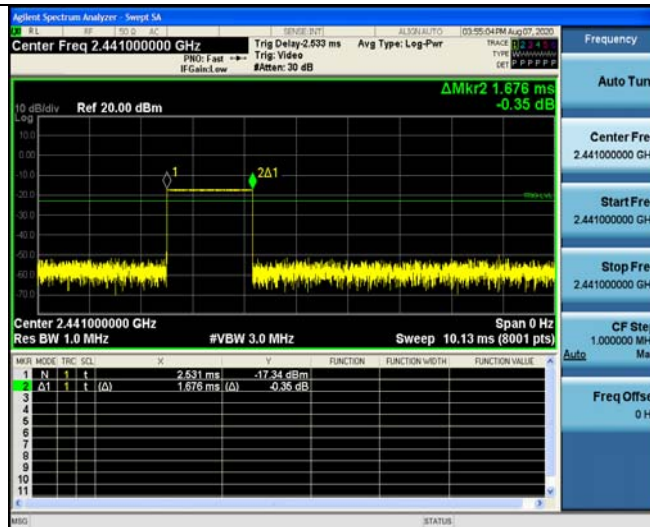 Agilent Spectrum Analyzer - Swept SA
RL RF 50 Ω AC SENSE:INT ALIGN AUTO 03:55:04 PM Aug 07, 2020
Center Freq 2.441000000 GHz
Trig Delay-2.533 ms Avg Type: Log-Pwr
TRACE 1 2 3 4 5 6
PNO: Fast Trig: Video
TYPE
IFGain:Low #Atten: 30 dB
DET P P P P P P
ΔMkr2 1.676 ms
-0.35 dB
10 dB/div Ref 20.00 dBm
Log
10.0
0.00
-10.0
-20.0
-30.0
-40.0
-50.0
-60.0
-70.0
1
2Δ1
TRIG LVL
Center 2.441000000 GHz Span 0 Hz
Res BW 1.0 MHz #VBW 3.0 MHz Sweep 10.13 ms (8001 pts)
MKR MODE TRC SCL X Y FUNCTION FUNCTION WIDTH FUNCTION VALUE
1 N 1 t 2.531 ms -17.34 dBm
2 Δ1 1 t (Δ) 1.676 ms (Δ) -0.35 dB
3
4
5
6
7
8
9
10
11
MSG STATUS
Frequency
Auto Tun
Center Fre
2.441000000 GH
Start Fre
2.441000000 GH
Stop Fre
2.441000000 GH
CF Ste
1.000000 MH
Auto Ma
Freq Offse
0 H